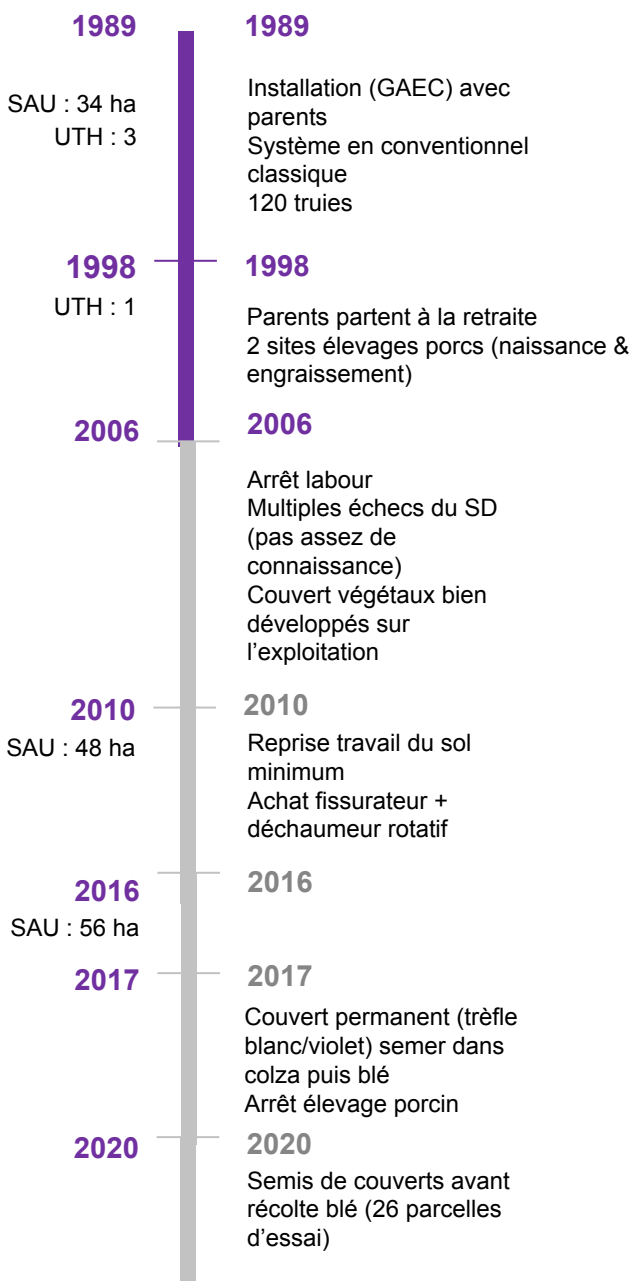 1989
1989
SAU : 34 ha
UTH : 3
Installation (GAEC) avec
parents
Système en conventionnel
classique
120 truies
1998
1998
UTH : 1
Parents partent à la retraite
2 sites élevages porcs (naissance &
engraissement)
2006
2006
Arrêt labour
Multiples échecs du SD
(pas assez de
connaissance)
Couvert végétaux bien
développés sur
l'exploitation
2010
2010
SAU : 48 ha
Reprise travail du sol
minimum
Achat fissurateur +
déchaumeur rotatif
2016
2016
SAU : 56 ha
2017
2017
Couvert permanent (trèfle
blanc/violet) semer dans
colza puis blé
Arrêt élevage porcin
2020
2020
Semis de couverts avant
récolte blé (26 parcelles
d'essai)